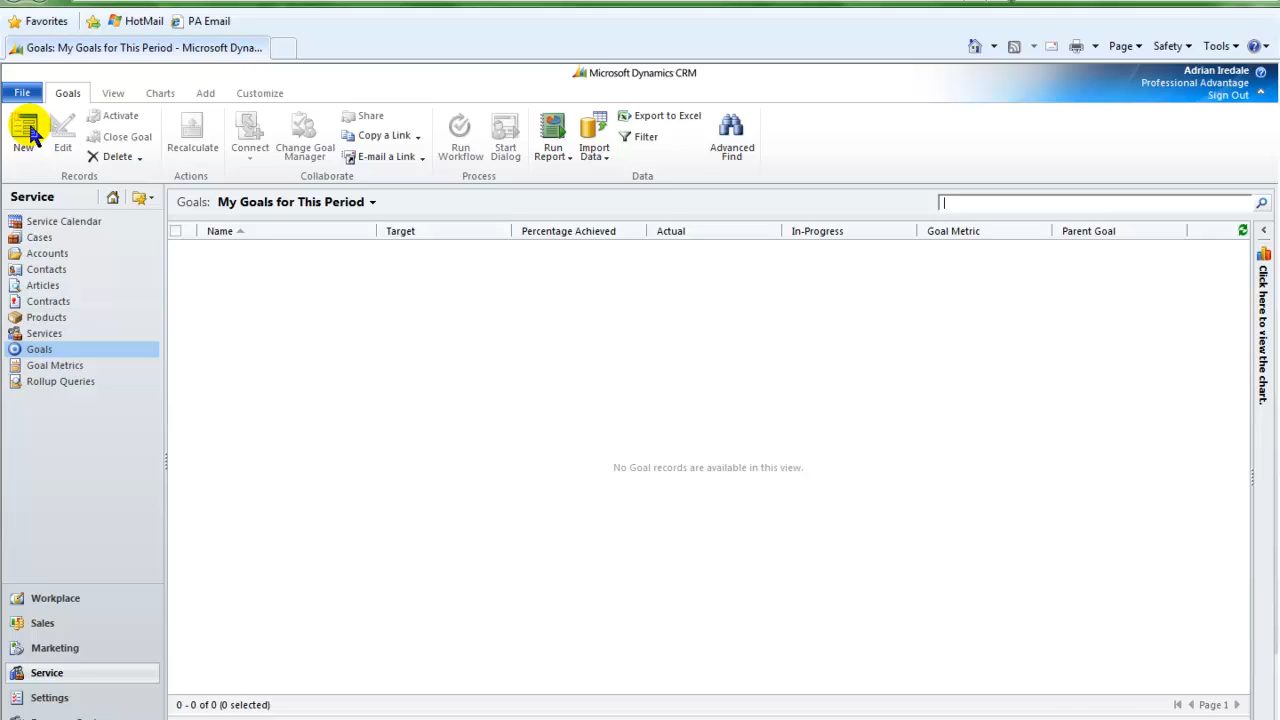 Favorites HotMail PA Email
Goals: My Goals for This Period - Microsoft Dyna...
Page Safety Tools
Microsoft Dynamics CRM
Adrian Iredale
Professional Advantage
Sign Out
File Goals View Charts Add Customize
New Edit Activate Close Goal Delete
Records
Recalculate
Actions
Connect Change Goal Manager Share Copy a Link E-mail a Link
Collaborate
Run Workflow Start Dialog
Process
Run Report Import Data Export to Excel Filter Advanced Find
Data
Service
Service Calendar
Cases
Accounts
Contacts
Articles
Contracts
Products
Services
Goals
Goal Metrics
Rollup Queries
Workplace
Sales
Marketing
Service
Settings
Goals: My Goals for This Period
Name Target Percentage Achieved Actual In-Progress Goal Metric Parent Goal
No Goal records are available in this view.
Click here to view the chart.
0 - 0 of 0 (0 selected)
Page 1